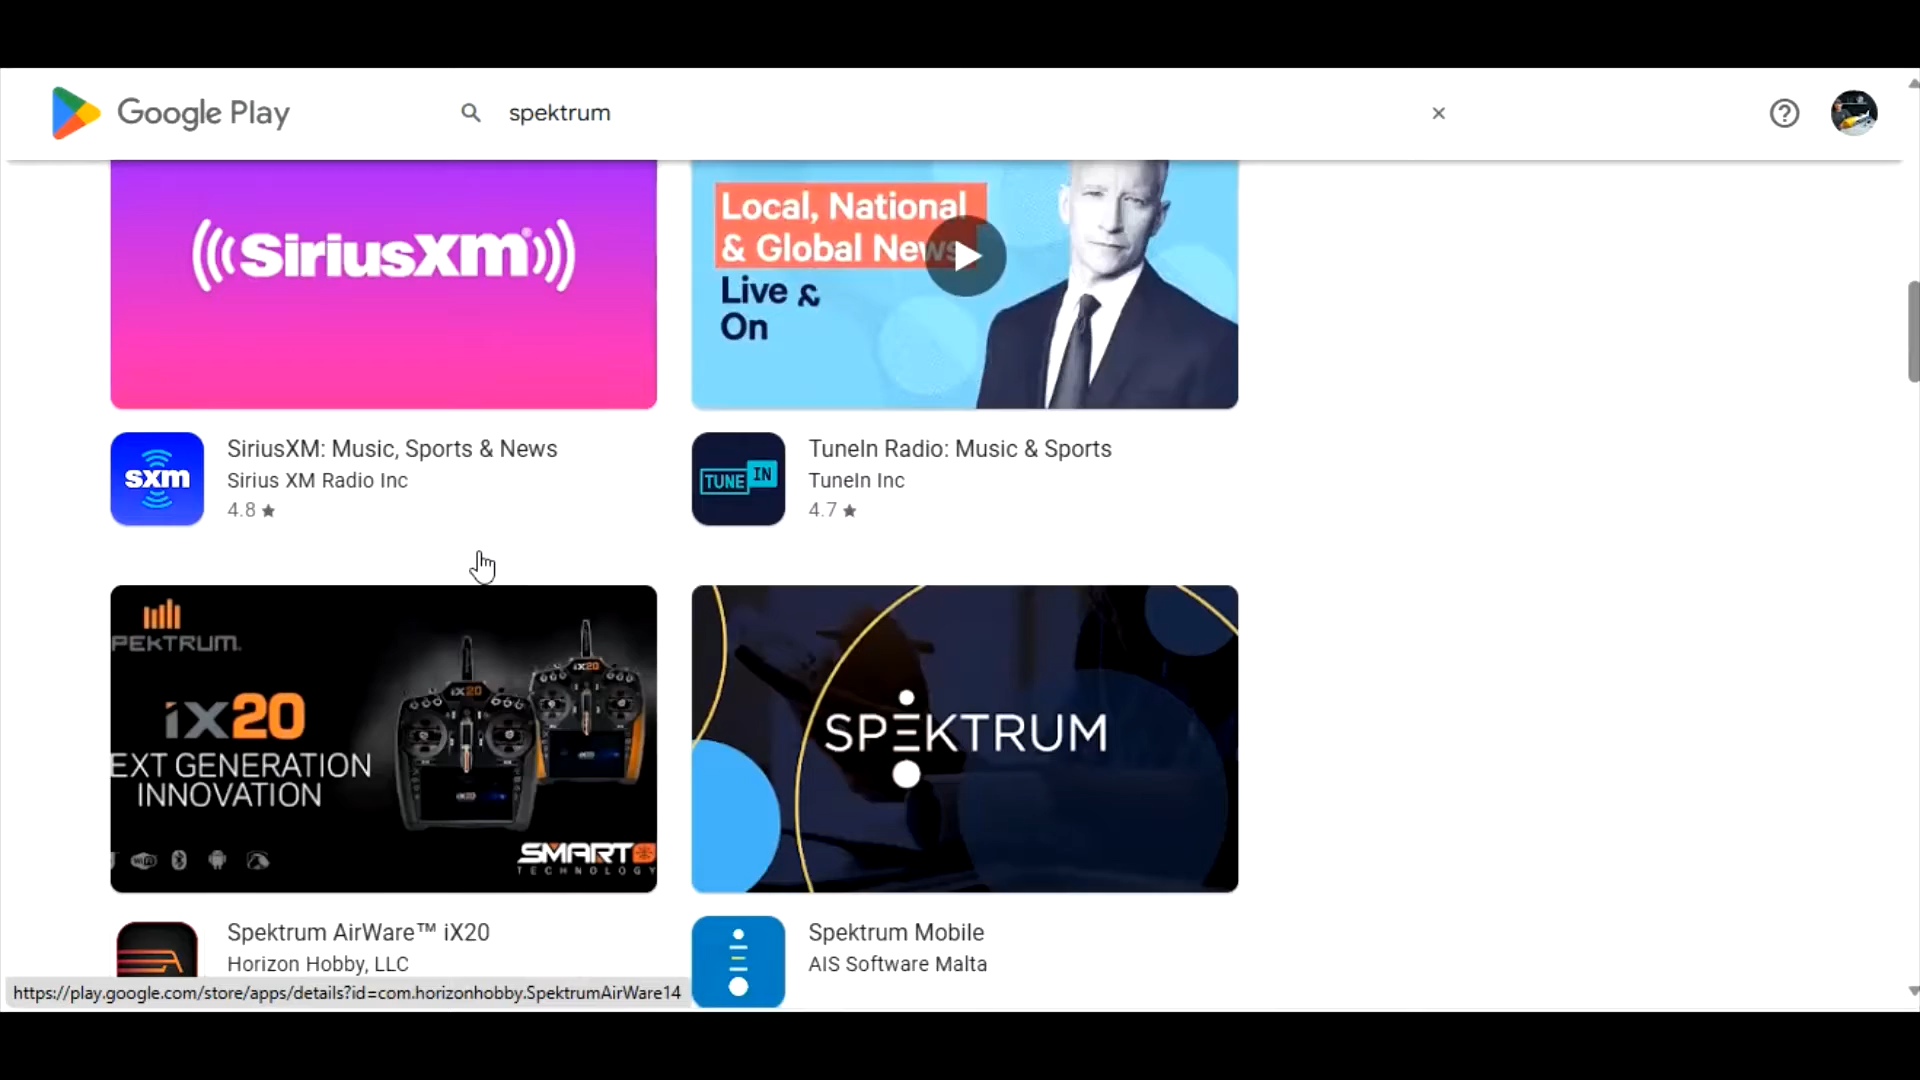 Google Play
spektrum
((SiriusXM))
Local, National
& Global News
Live &
On
sxm
SiriusXM: Music, Sports & News
Sirius XM Radio Inc
4.8 ★
TUNE IN
TuneIn Radio: Music & Sports
TuneIn Inc
4.7 ★
PEKTRUM
iX20
EXT GENERATION
INNOVATION
iX20
iX20
SMART
TECHNOLOGY
SPEKTRUM
Spektrum AirWare™ iX20
Horizon Hobby, LLC
Spektrum Mobile
AIS Software Malta
https://play.google.com/store/apps/details?id=com.horizonhobby.SpektrumAirWare14